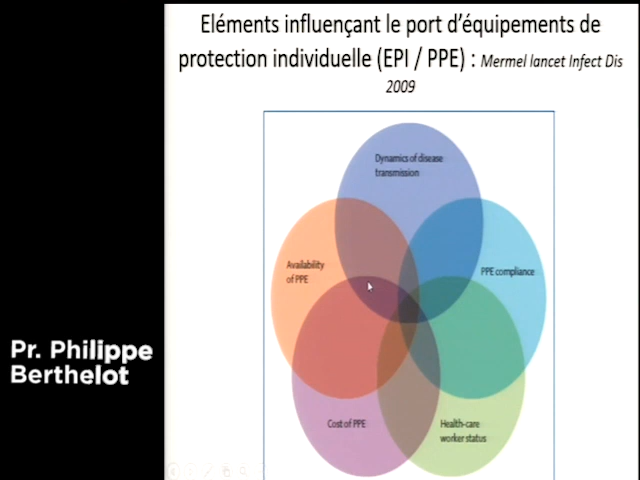 Eléments influençant le port d'équipements de
protection individuelle (EPI / PPE) : Mermel lancet Infect Dis
2009
Dynamics of disease
transmission
Availability
of PPE
PPE compliance
Pr. Philippe
Berthelot
Cost of PPE
Health-care
worker status